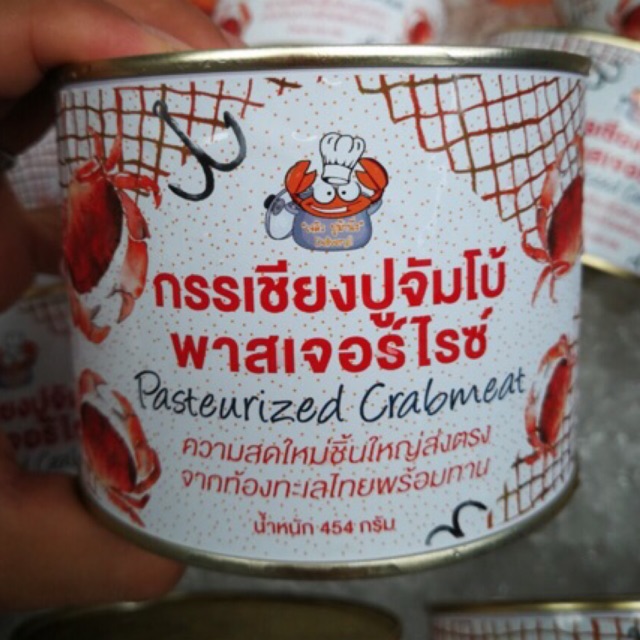 กรรเชียงปูจัมโบ้
พาสเจอร์ไรซ์
Pasteurized Crabmeat
ความสดใหม่ชิ้นใหญ่ส่งตรง
จากท้องทะเลไทยพร้อมทาน
น้ำหนัก 454 กรัม